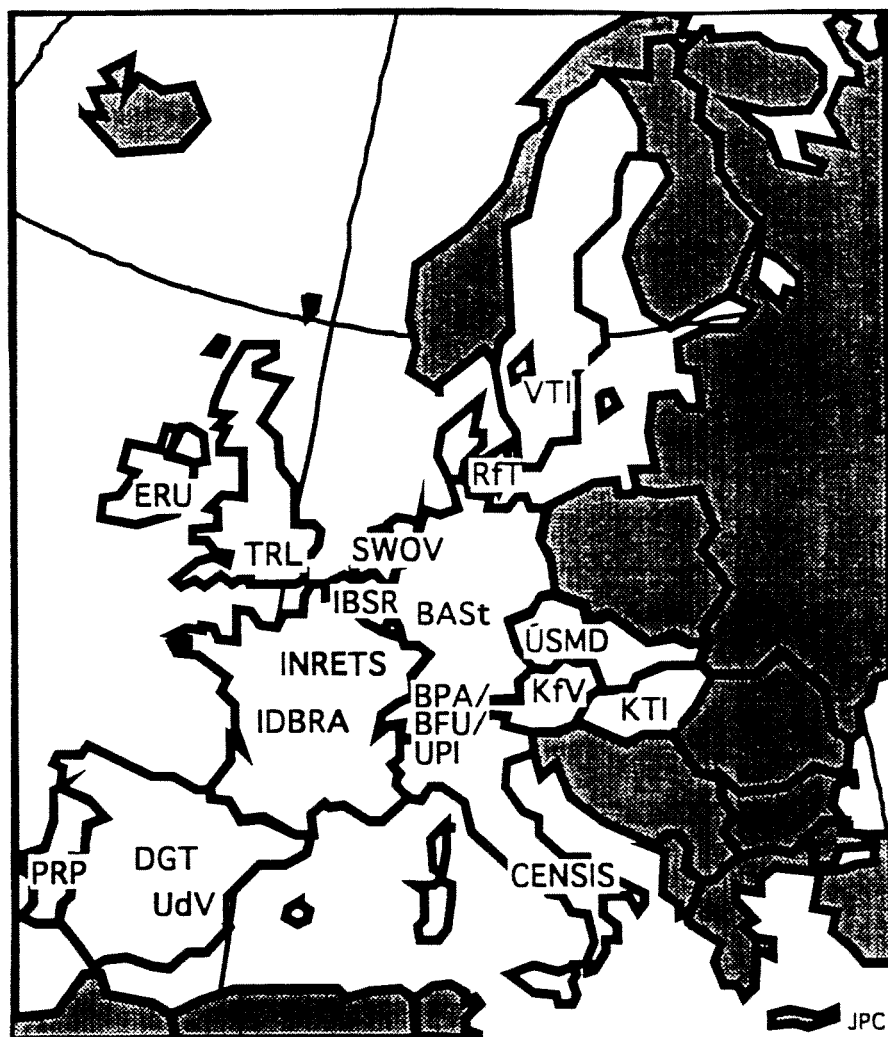 VTI
RfT
ERU
TRL
SWOV
IBSR
BASt
ÚSMD
INRETS
BPA/
BFU/
UPI
KfV
KTI
IDBRA
PRP
DGT
UdV
CENSIS
JPC